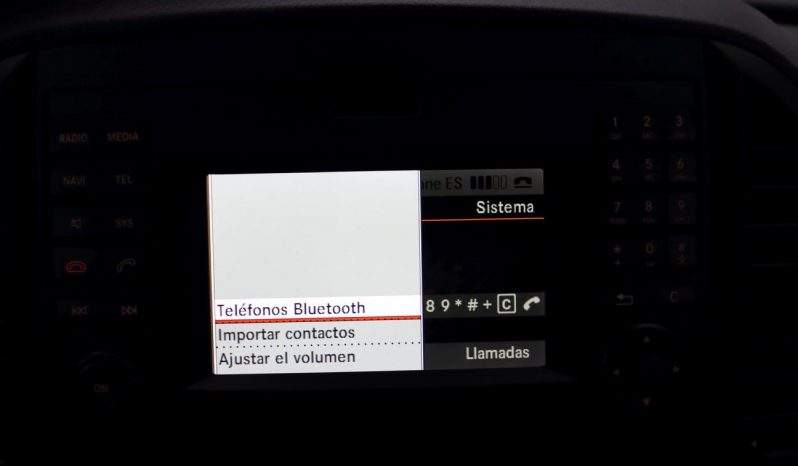 RADIO MEDIA
NAVI TEL
SYS
ON
one ES
Sistema
Teléfonos Bluetooth
8 9 * # + C
Importar contactos
Ajustar el volumen
Llamadas
1 2 3
4 5 6
7 8 9
* 0 #
C